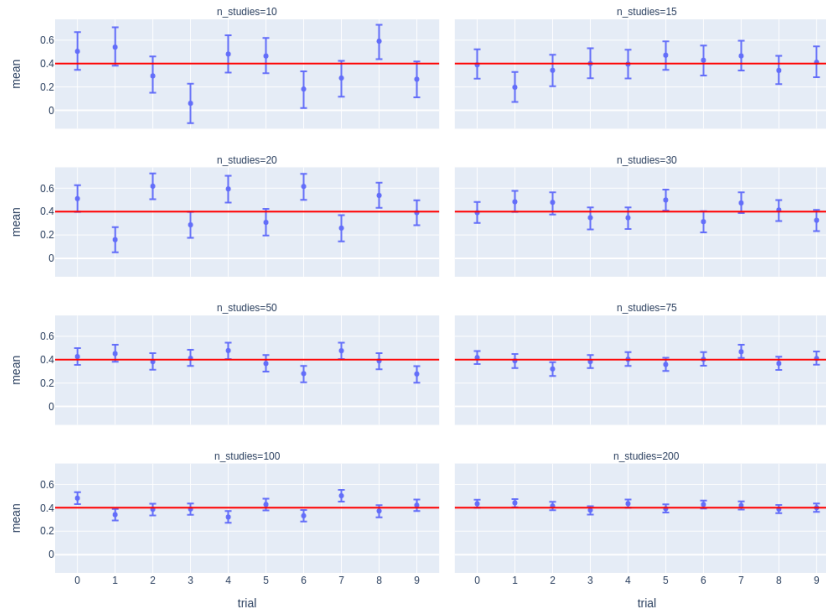 n_studies=10 n_studies=15
mean
0.6
0.4
0.2
0
n_studies=20 n_studies=30
mean
0.6
0.4
0.2
0
n_studies=50 n_studies=75
mean
0.6
0.4
0.2
0
n_studies=100 n_studies=200
mean
0.6
0.4
0.2
0
0 1 2 3 4 5 6 7 8 9 0 1 2 3 4 5 6 7 8 9
trial trial